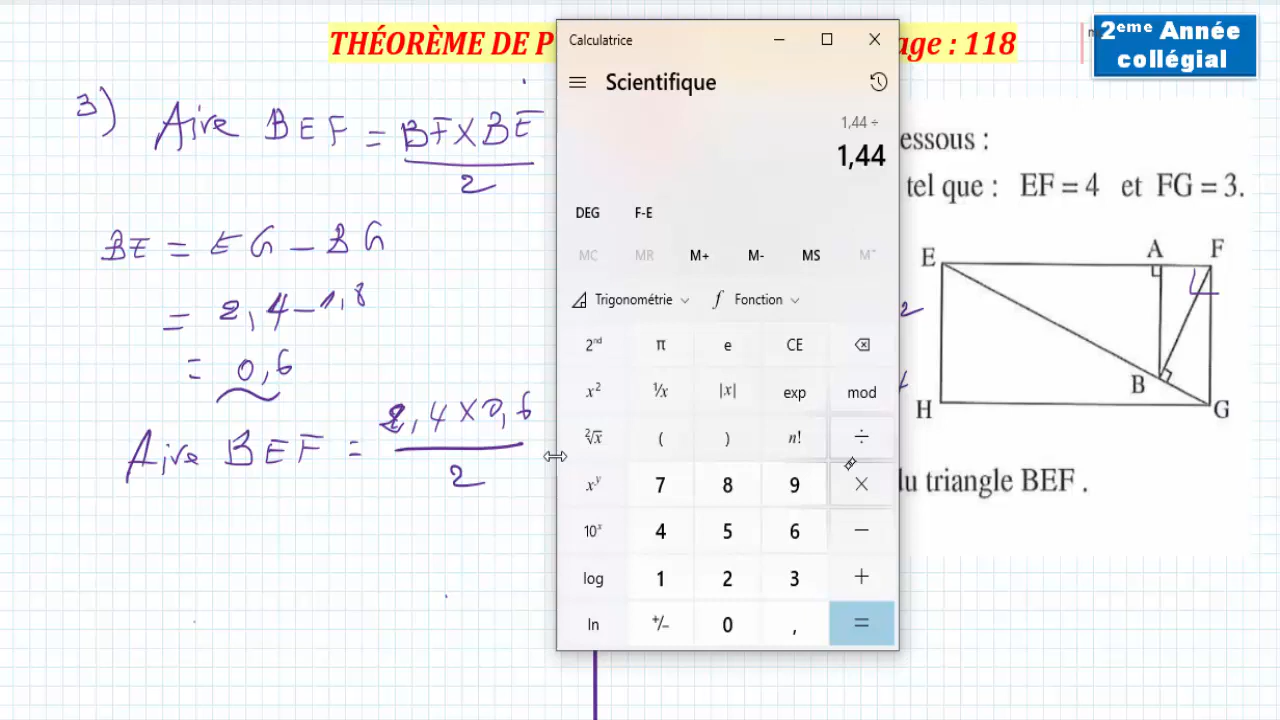 THÉORÈME DE P
age : 118
2eme Année
collégial
3) Aire BEF = BF X BE
2
BE = EG - BG
= 2,4 - 1,8
= 0,6
Aire BEF = 2,4 X 0,6
2
Calculatrice
Scientifique
1,44 ÷
1,44
DEG F-E
MC MR M+ M- MS M˅
Trigonométrie Fonction
2nd π e CE
x² ¹/x |x| exp mod
²√x ( ) n! ÷
xʸ 7 8 9 ×
10ˣ 4 5 6 −
log 1 2 3 +
ln +/− 0 , =
essous :
tel que : EF = 4 et FG = 3.
E A F
B
H G
du triangle BEF .